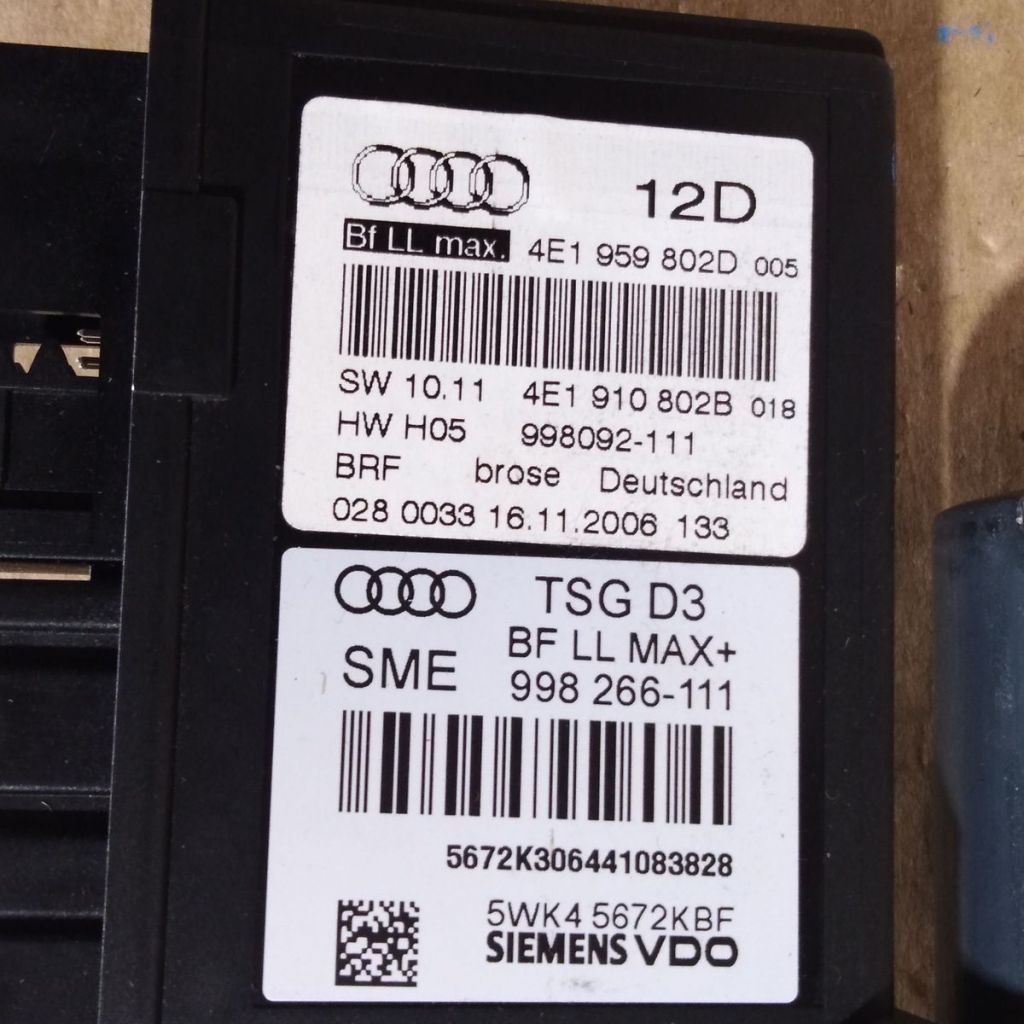 12D
Bf LL max. 4E1 959 802D 005
SW 10.11 4E1 910 802B 018
HW H05 998092-111
BRF brose Deutschland
028 0033 16.11.2006 133
TSG D3
BF LL MAX+
SME 998 266-111
5672K306441083828
5WK4 5672KBF
SIEMENS VDO